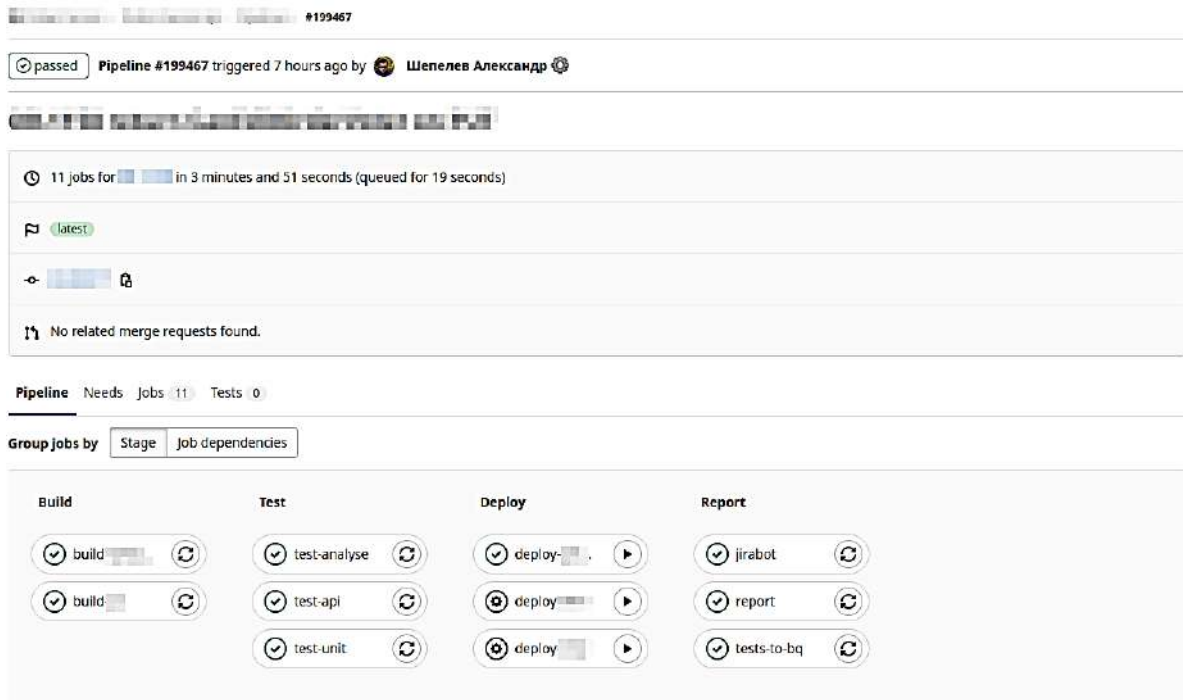 #199467
passed Pipeline #199467 triggered 7 hours ago by Шепелев Александр
11 jobs for in 3 minutes and 51 seconds (queued for 19 seconds)
latest
No related merge requests found.
Pipeline Needs Jobs 11 Tests 0
Group jobs by Stage Job dependencies
Build Test Deploy Report
build test-analyse deploy- jirabot
build- test-api deploy report
test-unit deploy tests-to-bq